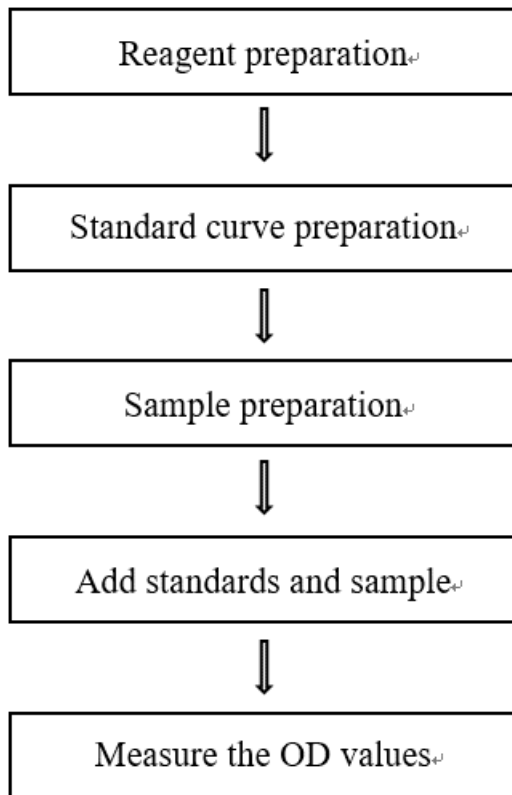 Reagent preparation
Standard curve preparation
Sample preparation
Add standards and sample
Measure the OD values